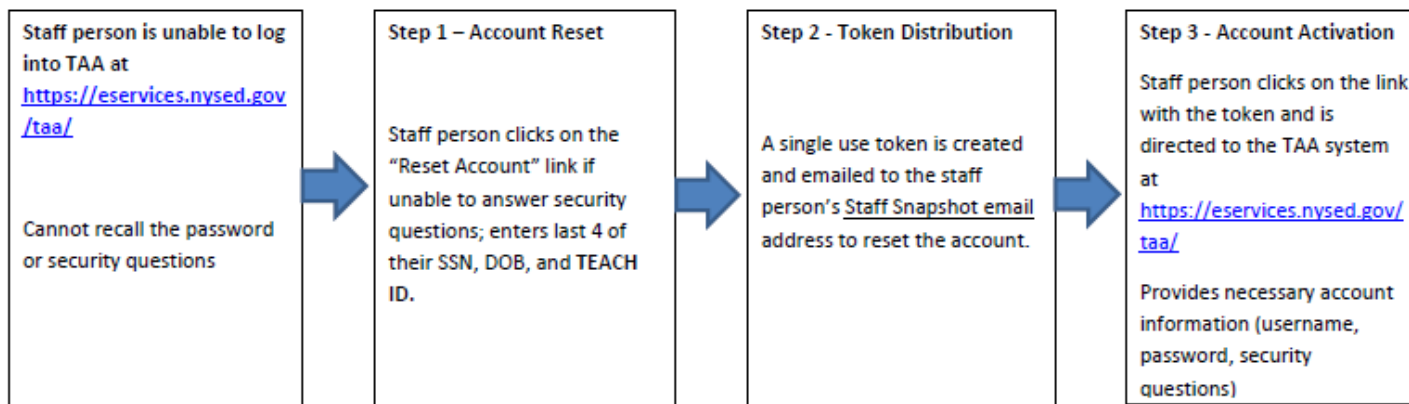 Staff person is unable to log
into TAA at
https://eservices.nysed.gov
/taa/
Cannot recall the password
or security questions
Step 1 – Account Reset
Staff person clicks on the
“Reset Account” link if
unable to answer security
questions; enters last 4 of
their SSN, DOB, and TEACH
ID.
Step 2 - Token Distribution
A single use token is created
and emailed to the staff
person’s Staff Snapshot email
address to reset the account.
Step 3 - Account Activation
Staff person clicks on the link
with the token and is
directed to the TAA system
at
https://eservices.nysed.gov/
taa/
Provides necessary account
information (username,
password, security
questions)